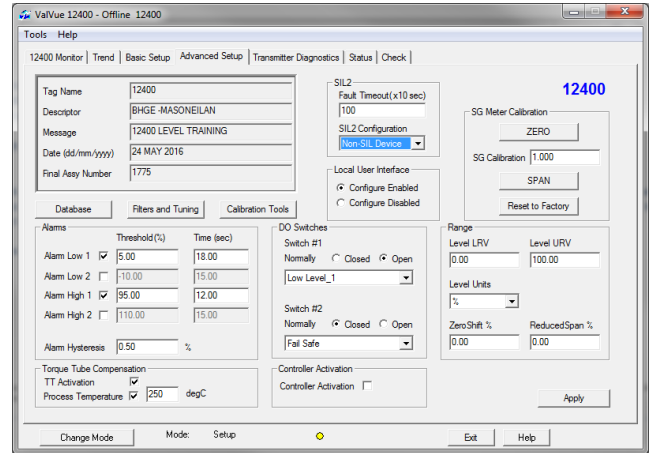 ValVue 12400 - Offline 12400
Tools Help
12400 Monitor Trend Basic Setup Advanced Setup Transmitter Diagnostics Status Check
12400
Tag Name 12400
Descriptor BHGE -MASONEILAN
Message 12400 LEVEL TRAINING
Date (dd/mm/yyyy) 24 MAY 2016
Final Assy Number 1775
Database Filters and Tuning Calibration Tools
SIL2
Fault Timeout(x10 sec)
100
SIL2 Configuration
Non-SIL Device
Local User Interface
Configure Enabled
Configure Disabled
SG Meter Calibration
ZERO
SG Calibration 1.000
SPAN
Reset to Factory
Alarms
Threshold(%) Time (sec)
Alarm Low 1 5.00 18.00
Alarm Low 2 -10.00 15.00
Alarm High 1 95.00 12.00
Alarm High 2 110.00 15.00
Alarm Hysteresis 0.50 %
DO Switches
Switch #1
Normally Closed Open
Low Level_1
Switch #2
Normally Closed Open
Fail Safe
Range
Level LRV Level URV
0.00 100.00
Level Units
%
ZeroShift % ReducedSpan %
0.00 0.00
Torque Tube Compensation
TT Activation
Process Temperature 250 degC
Controller Activation
Controller Activation
Apply
Change Mode Mode: Setup Exit Help